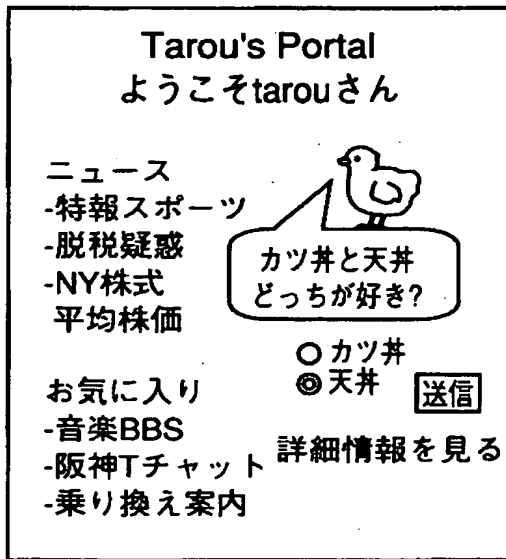 Tarou's Portal
ようこそtarouさん
ニュース
-特報スポーツ
-脱税疑惑
-NY株式
平均株価
カツ丼と天丼
どっちが好き?
カツ丼
天丼
送信
詳細情報を見る
お気に入り
-音楽BBS
-阪神Tチャット
-乗り換え案内